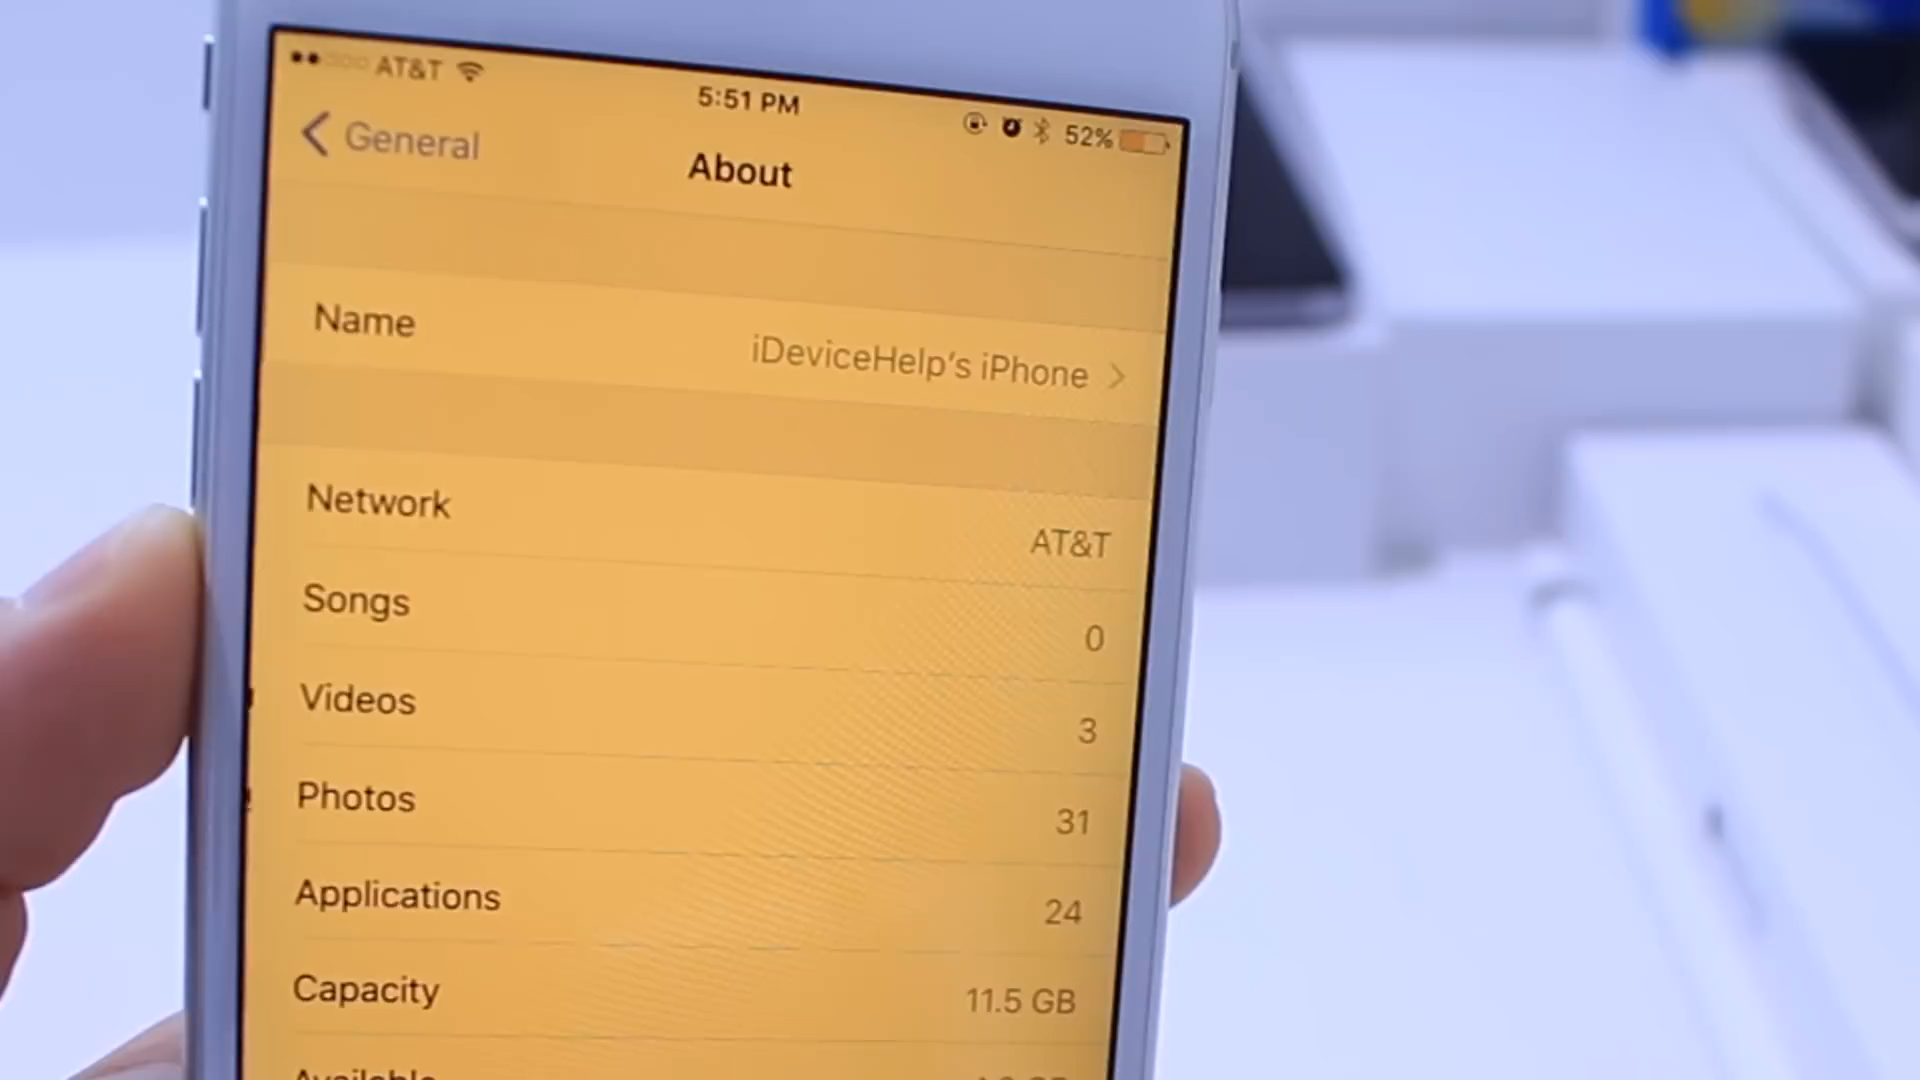 AT&T
5:51 PM
52%
General
About
Name
iDeviceHelp's iPhone
Network
AT&T
Songs
0
Videos
3
Photos
31
Applications
24
Capacity
11.5 GB
Available